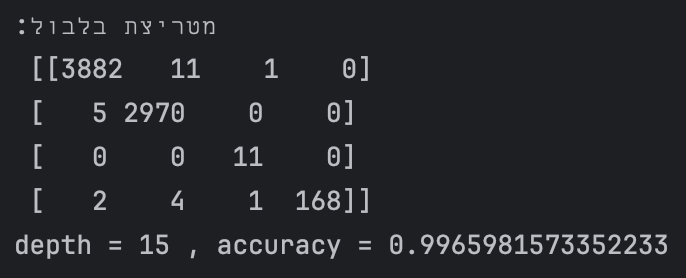 מטריצת בלבול:
[[3882   11    1    0]
[   5 2970    0    0]
[   0    0   11    0]
[   2    4    1  168]]
depth = 15 , accuracy = 0.9965981573352233